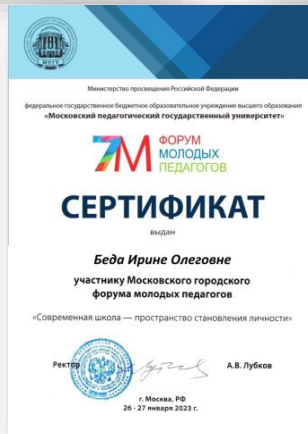 МПГУ
Министерство просвещения Российской Федерации
федеральное государственное бюджетное образовательное учреждение высшего образования
«Московский педагогический государственный университет»
7М ФОРУМ
МОЛОДЫХ
ПЕДАГОГОВ
СЕРТИФИКАТ
выдан
Беда Ирине Олеговне
участнику Московского городского
форума молодых педагогов
«Современная школа — пространство становления личности»
Ректор
А.В. Лубков
г. Москва, РФ
26 - 27 января 2023 г.